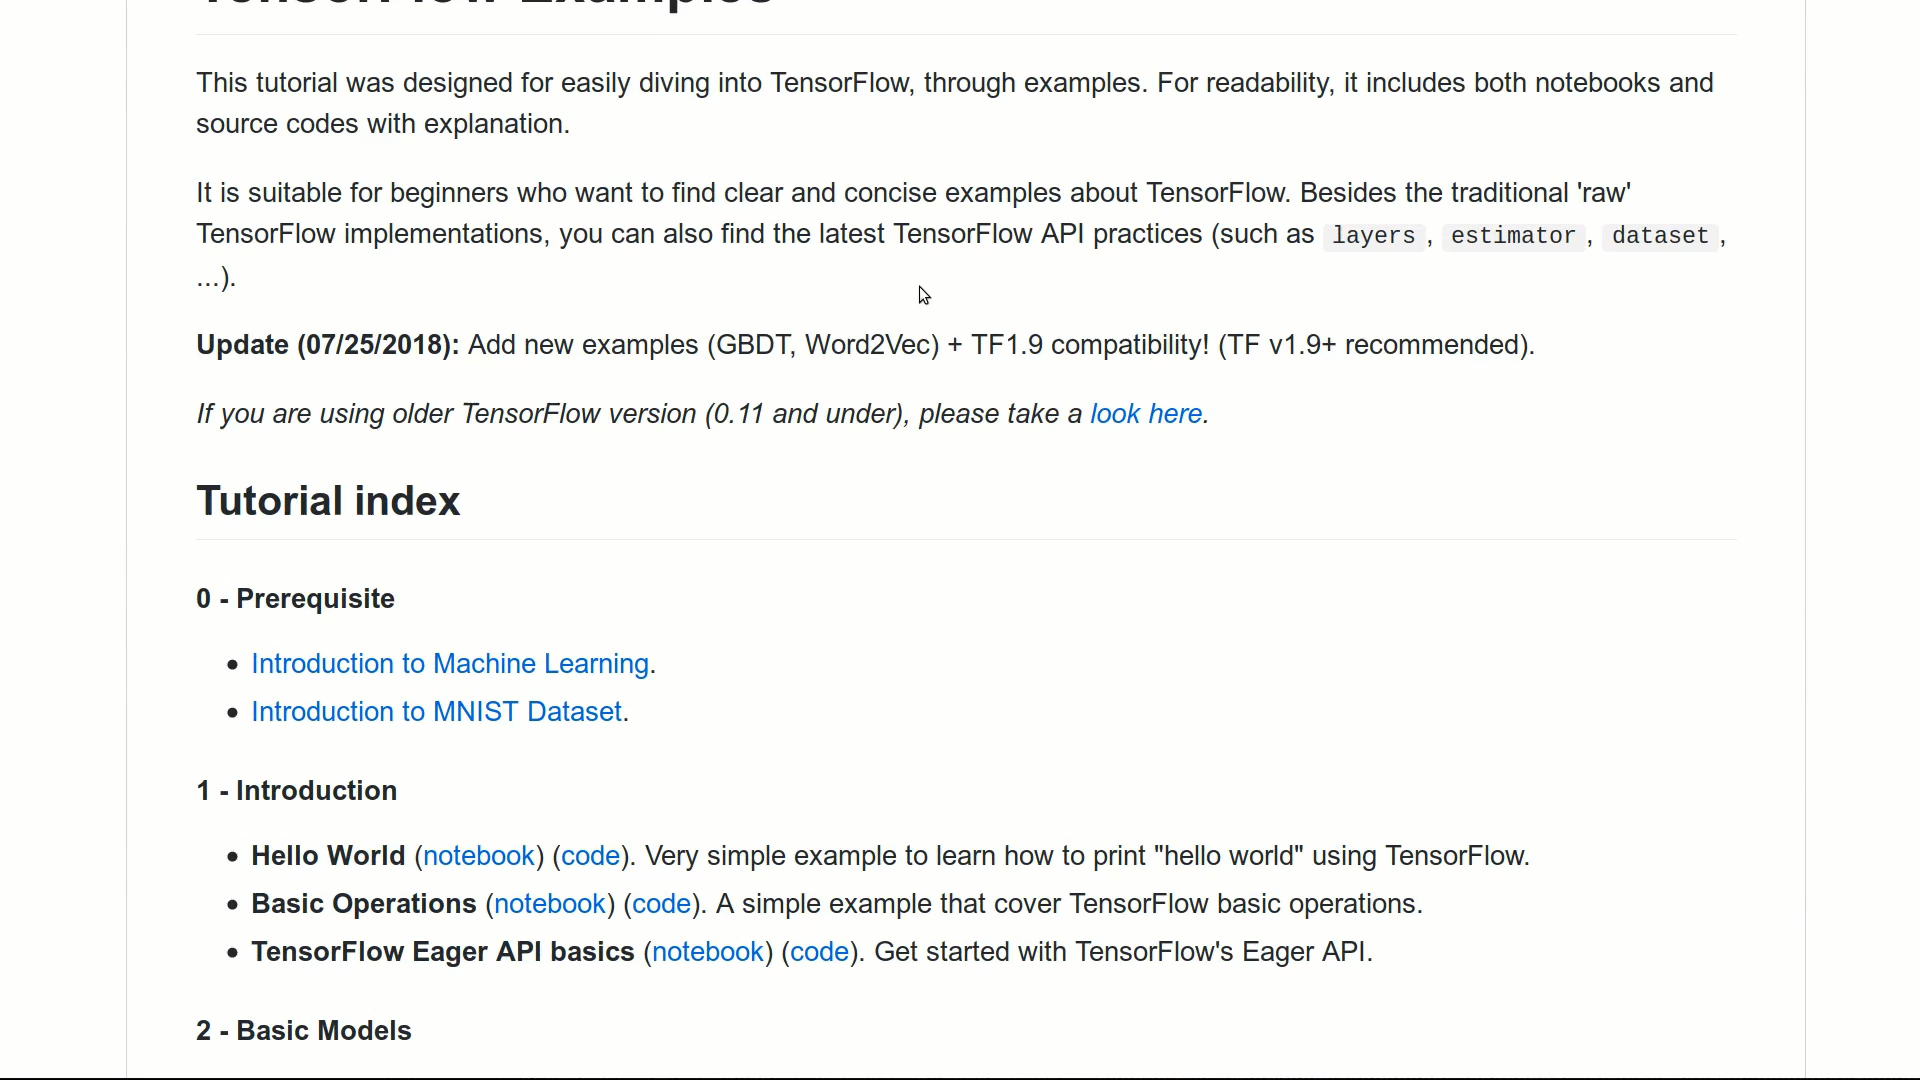 TensorFlow Examples
This tutorial was designed for easily diving into TensorFlow, through examples. For readability, it includes both notebooks and
source codes with explanation.
It is suitable for beginners who want to find clear and concise examples about TensorFlow. Besides the traditional 'raw'
TensorFlow implementations, you can also find the latest TensorFlow API practices (such as layers , estimator , dataset ,
...).
Update (07/25/2018): Add new examples (GBDT, Word2Vec) + TF1.9 compatibility! (TF v1.9+ recommended).
If you are using older TensorFlow version (0.11 and under), please take a look here.
Tutorial index
0 - Prerequisite
• Introduction to Machine Learning.
• Introduction to MNIST Dataset.
1 - Introduction
• Hello World (notebook) (code). Very simple example to learn how to print "hello world" using TensorFlow.
• Basic Operations (notebook) (code). A simple example that cover TensorFlow basic operations.
• TensorFlow Eager API basics (notebook) (code). Get started with TensorFlow's Eager API.
2 - Basic Models